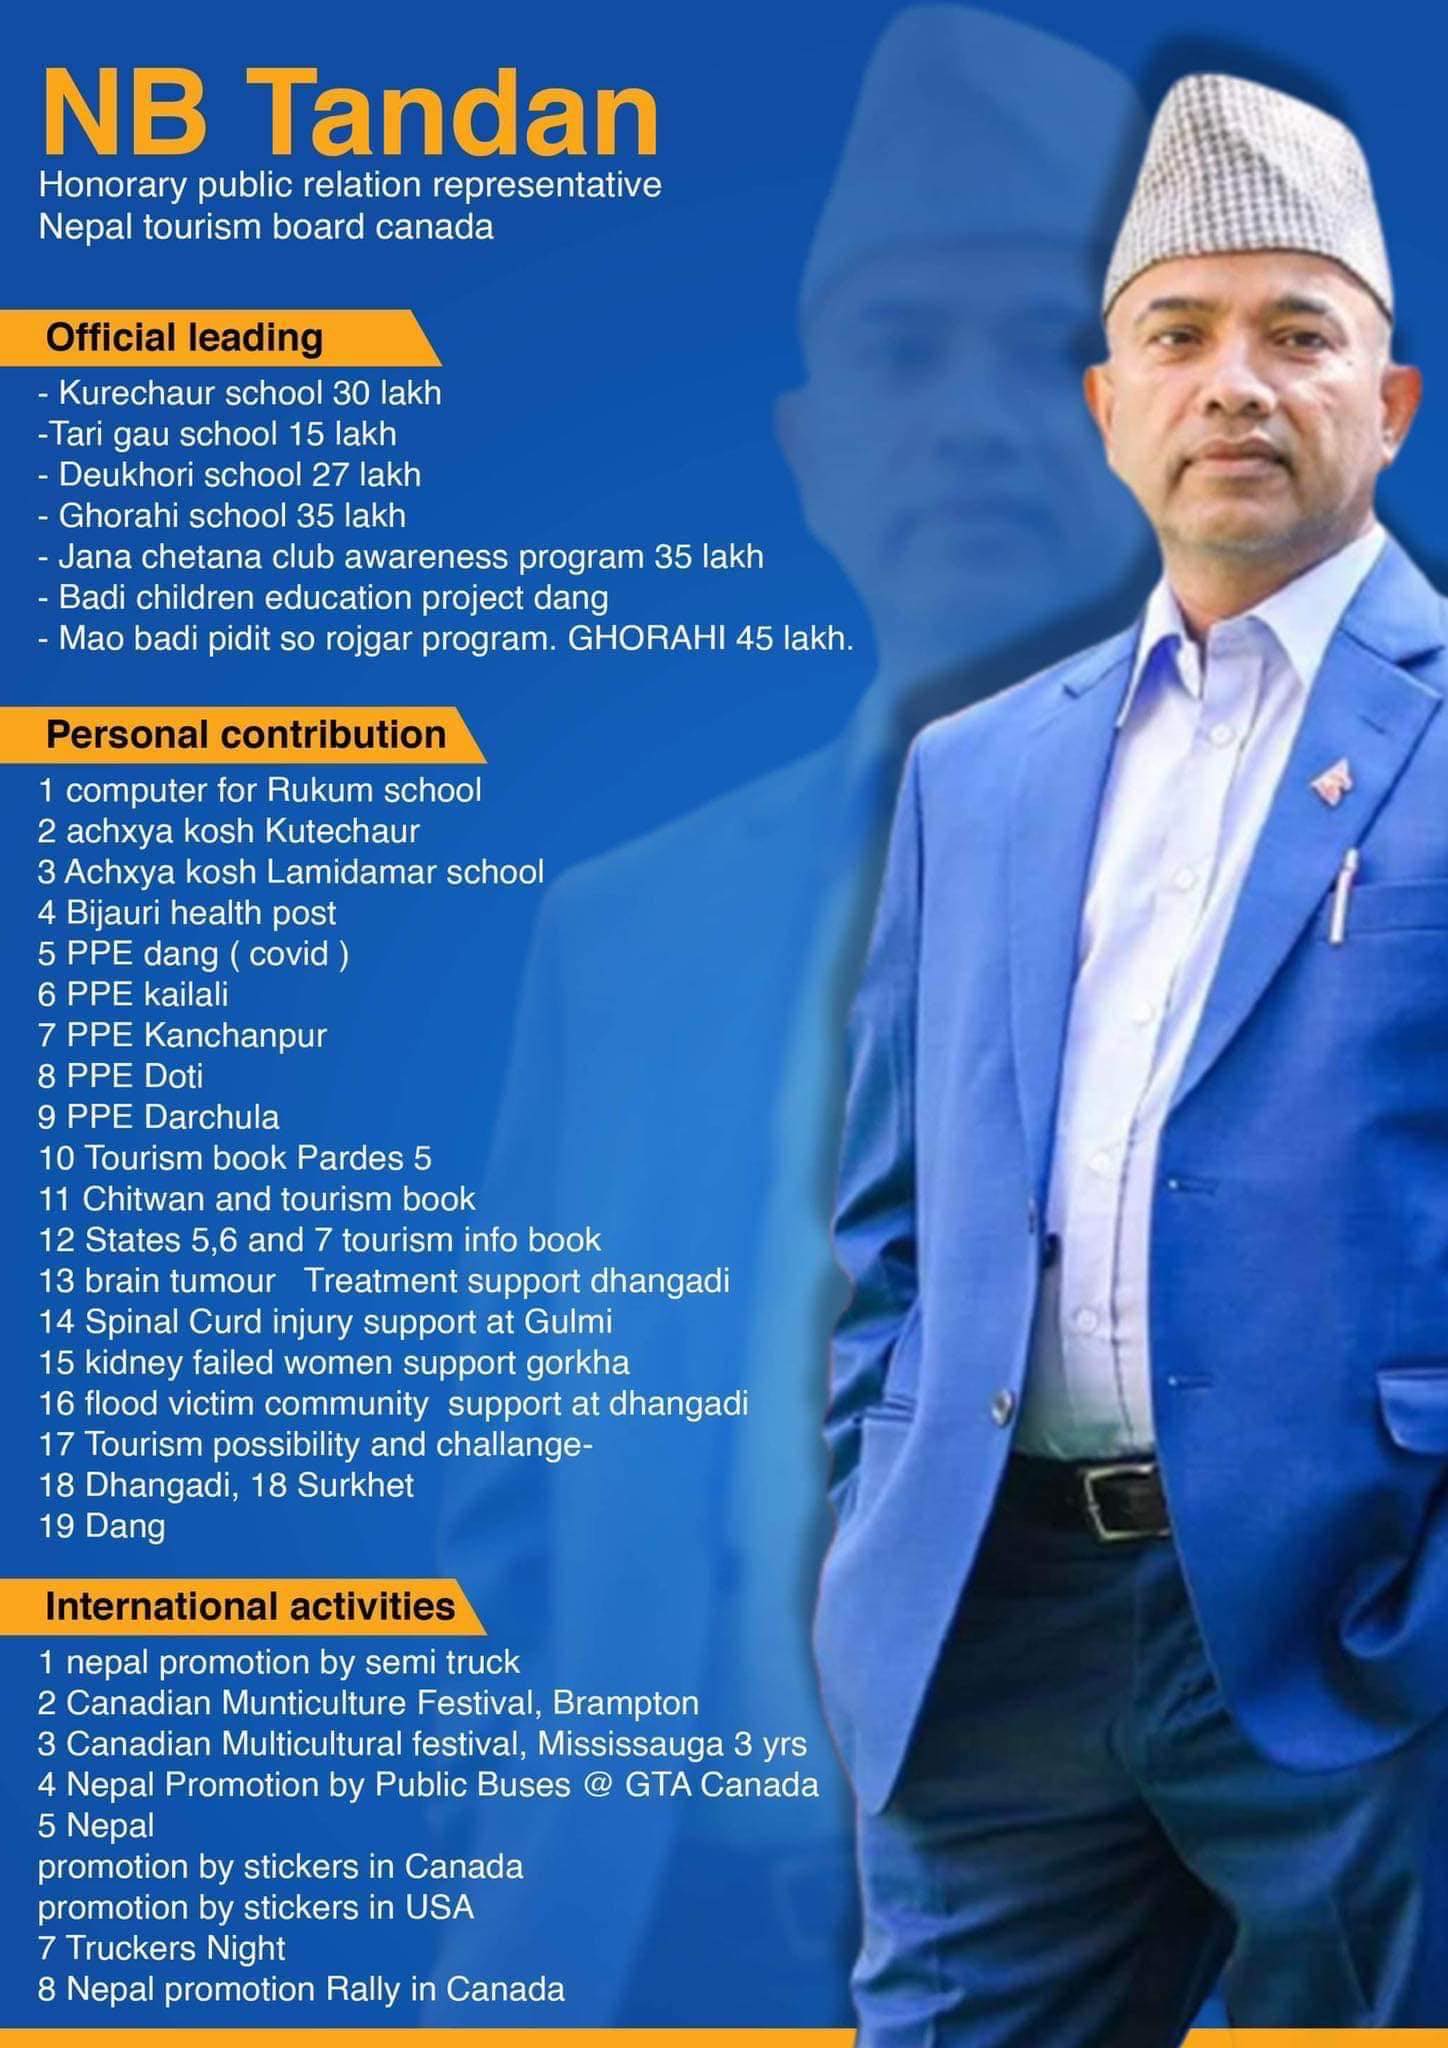 NB Tandan
Honorary public relation representative
Nepal tourism board canada
Official leading
- Kurechaur school 30 lakh
-Tari gau school 15 lakh
- Deukhori school 27 lakh
- Ghorahi school 35 lakh
- Jana chetana club awareness program 35 lakh
- Badi children education project dang
- Mao badi pidit so rojgar program. GHORAHI 45 lakh.
Personal contribution
1 computer for Rukum school
2 achxya kosh Kutechaur
3 Achxya kosh Lamidamar school
4 Bijauri health post
5 PPE dang ( covid )
6 PPE kailali
7 PPE Kanchanpur
8 PPE Doti
9 PPE Darchula
10 Tourism book Pardes 5
11 Chitwan and tourism book
12 States 5,6 and 7 tourism info book
13 brain tumour   Treatment support dhangadi
14 Spinal Curd injury support at Gulmi
15 kidney failed women support gorkha
16 flood victim community  support at dhangadi
17 Tourism possibility and challange-
18 Dhangadi, 18 Surkhet
19 Dang
International activities
1 nepal promotion by semi truck
2 Canadian Munticulture Festival, Brampton
3 Canadian Multicultural festival, Mississauga 3 yrs
4 Nepal Promotion by Public Buses @ GTA Canada
5 Nepal
promotion by stickers in Canada
promotion by stickers in USA
7 Truckers Night
8 Nepal promotion Rally in Canada